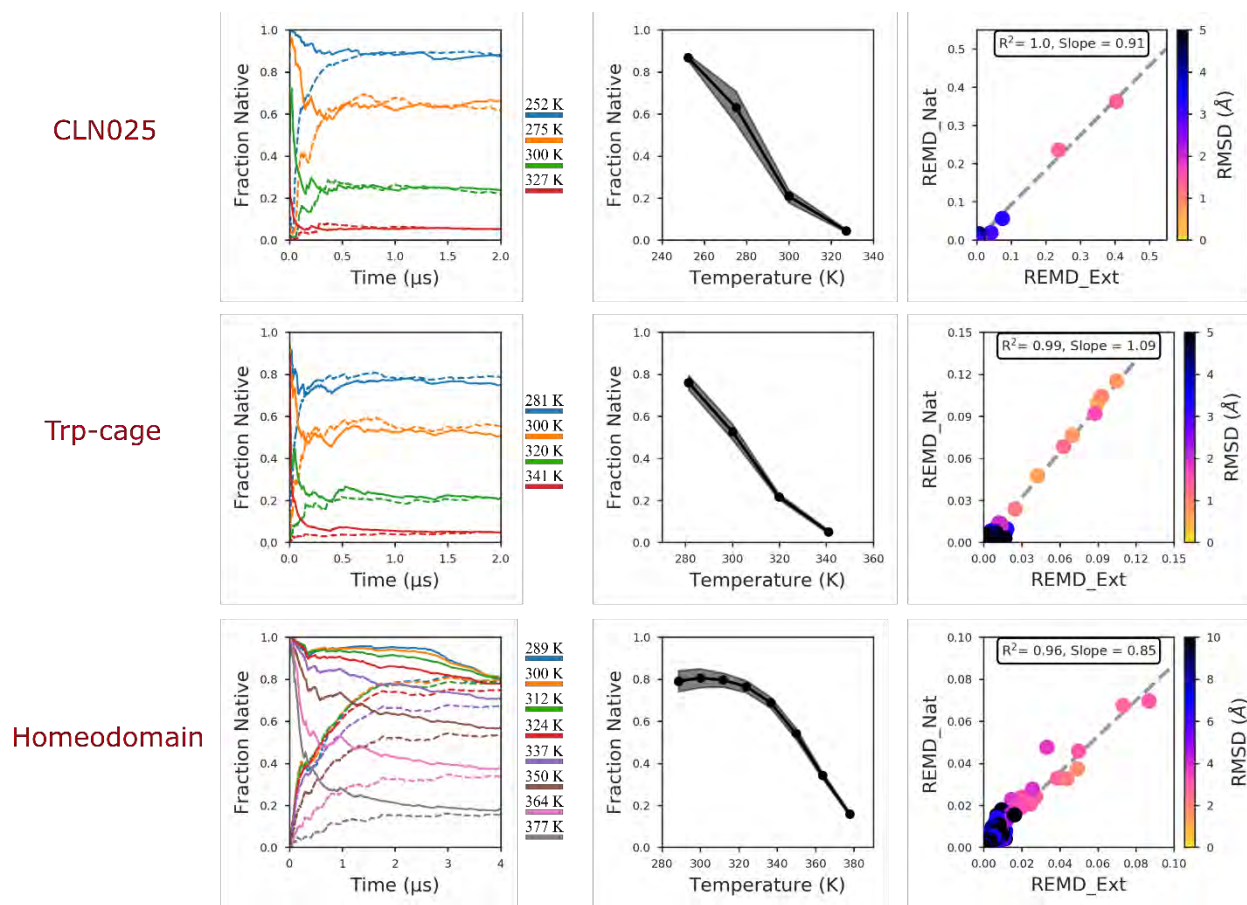 CLN025
Fraction Native
1.0
0.8
0.6
0.4
0.2
0.0
0.0 0.5 1.0 1.5 2.0
Time (μs)
252 K
275 K
300 K
327 K
Fraction Native
1.0
0.8
0.6
0.4
0.2
0.0
240 260 280 300 320 340
Temperature (K)
R²= 1.0, Slope = 0.91
REMD_Nat
0.5
0.4
0.3
0.2
0.1
0.0
0.0 0.1 0.2 0.3 0.4 0.5
REMD_Ext
5
4
3
2
1
0
RMSD (Å)
Trp-cage
Fraction Native
1.0
0.8
0.6
0.4
0.2
0.0
0.0 0.5 1.0 1.5 2.0
Time (μs)
281 K
300 K
320 K
341 K
Fraction Native
1.0
0.8
0.6
0.4
0.2
0.0
280 300 320 340 360
Temperature (K)
R²= 0.99, Slope = 1.09
REMD_Nat
0.15
0.12
0.09
0.06
0.03
0.00
0.00 0.03 0.06 0.09 0.12 0.15
REMD_Ext
5
4
3
2
1
0
RMSD (Å)
Homeodomain
Fraction Native
1.0
0.8
0.6
0.4
0.2
0.0
0 1 2 3 4
Time (μs)
289 K
300 K
312 K
324 K
337 K
350 K
364 K
377 K
Fraction Native
1.0
0.8
0.6
0.4
0.2
0.0
280 300 320 340 360 380
Temperature (K)
R²= 0.96, Slope = 0.85
REMD_Nat
0.10
0.08
0.06
0.04
0.02
0.00
0.00 0.02 0.04 0.06 0.08 0.10
REMD_Ext
10
8
6
4
2
0
RMSD (Å)